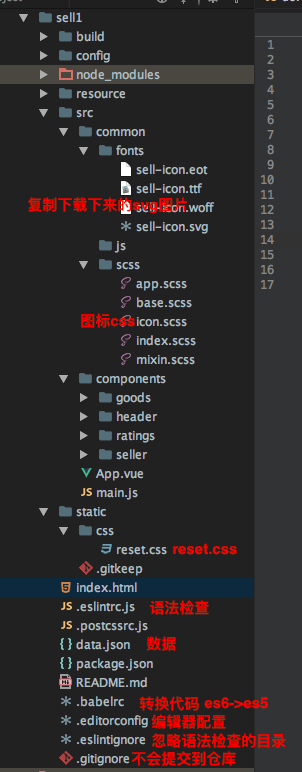 sell1
1
build
2
config
3
node_modules
4
resource
5
src
6
common
7
fonts
8
sell-icon.eot
9
sell-icon.ttf
10
复制下载下来的svg图片
sell-icon.woff
11
sell-icon.svg
12
js
13
scss
14
app.scss
15
base.scss
16
图标css
icon.scss
17
index.scss
mixin.scss
components
goods
header
ratings
seller
App.vue
main.js
static
css
reset.css reset.css
.gitkeep
index.html
.eslintrc.js 语法检查
.postcssrc.js
data.json 数据
package.json
README.md
.babelrc 转换代码 es6->es5
.editorconfig 编辑器配置
.eslintignore 忽略语法检查的目录
.gitignore 不会提交到仓库